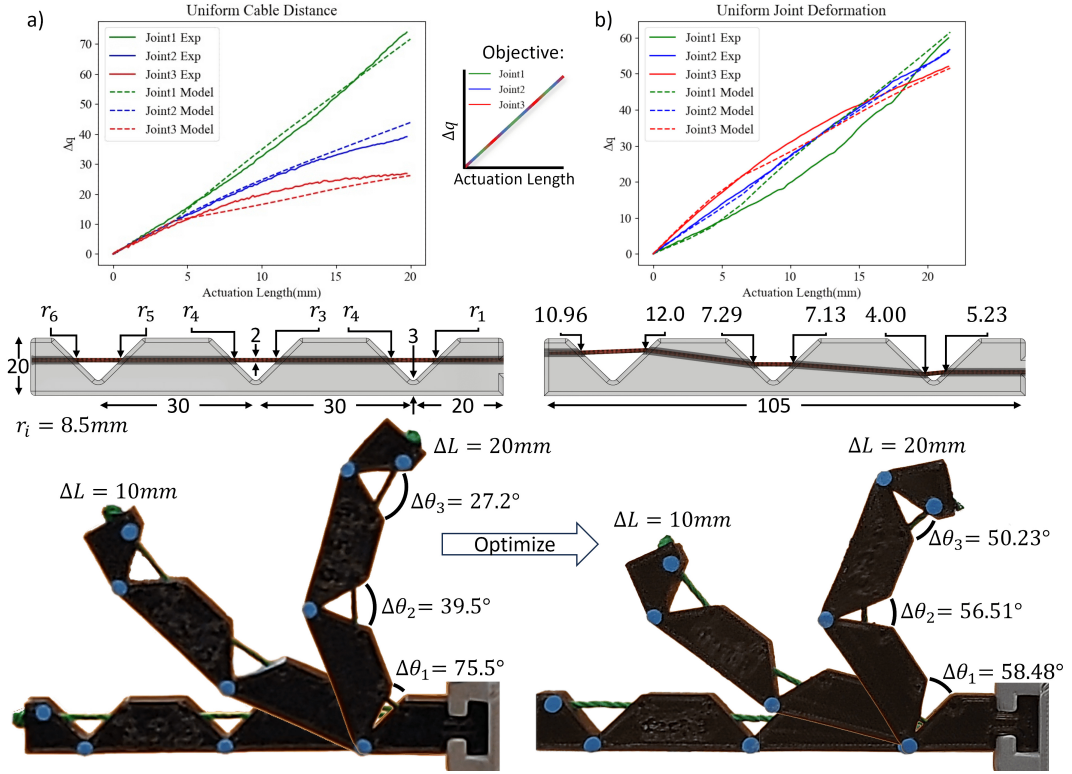 a)
Uniform Cable Distance
Joint1 Exp
Joint2 Exp
Joint3 Exp
Joint1 Model
Joint2 Model
Joint3 Model
70
60
50
40
30
20
10
0
Δq
0 5 10 15 20
Actuation Length(mm)
Objective:
Joint1
Joint2
Joint3
Δq
Actuation Length
b)
Uniform Joint Deformation
Joint1 Exp
Joint2 Exp
Joint3 Exp
Joint1 Model
Joint2 Model
Joint3 Model
60
50
40
30
20
10
0
Δq
0 5 10 15 20
Actuation Length(mm)
r₆ r₅ r₄ r₃ r₄ r₁
2 3
20
30 30 20
rᵢ = 8.5mm
10.96 12.0 7.29 7.13 4.00 5.23
105
ΔL = 10mm
ΔL = 20mm
Δθ₃ = 27.2°
Δθ₂ = 39.5°
Δθ₁ = 75.5°
Optimize
ΔL = 10mm
ΔL = 20mm
Δθ₃ = 50.23°
Δθ₂ = 56.51°
Δθ₁ = 58.48°